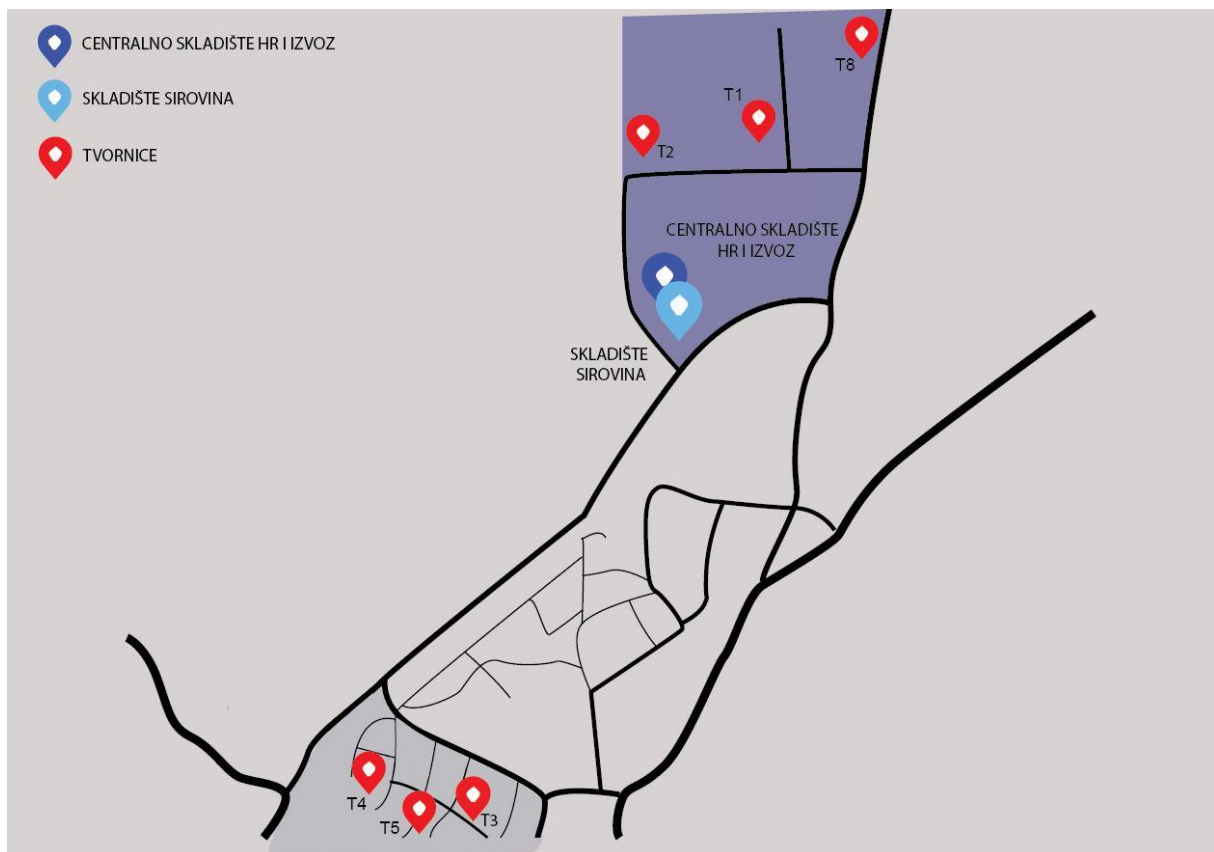 CENTRALNO SKLADIŠTE HR I IZVOZ
SKLADIŠTE SIROVINA
TVORNICE
T8
T1
T2
CENTRALNO SKLADIŠTE
HR I IZVOZ
SKLADIŠTE
SIROVINA
T4
T5
T3